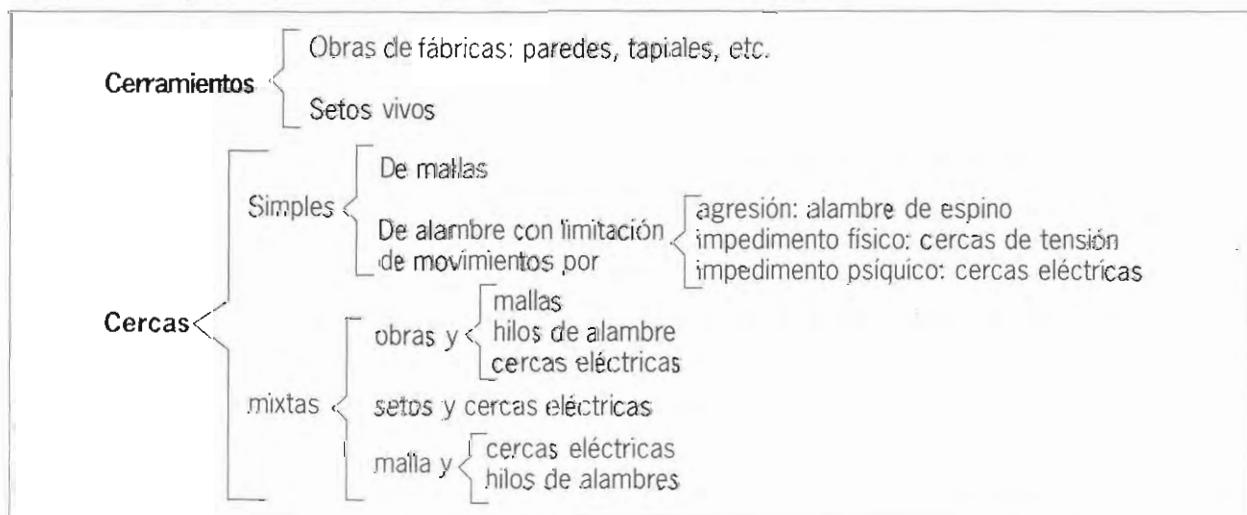 Cerramientos
Obras de fábricas: paredes, tapiales, etc.
Setos vivos
Cercas
Simples
De mallas
De alambre con limitación
de movimientos por
agresión: alambre de espino
impedimento físico: cercas de tensión
impedimento psíquico: cercas eléctricas
mixtas
obras y
mallas
hilos de alambre
cercas eléctricas
setos y cercas eléctricas
malla y
cercas eléctricas
hilos de alambres